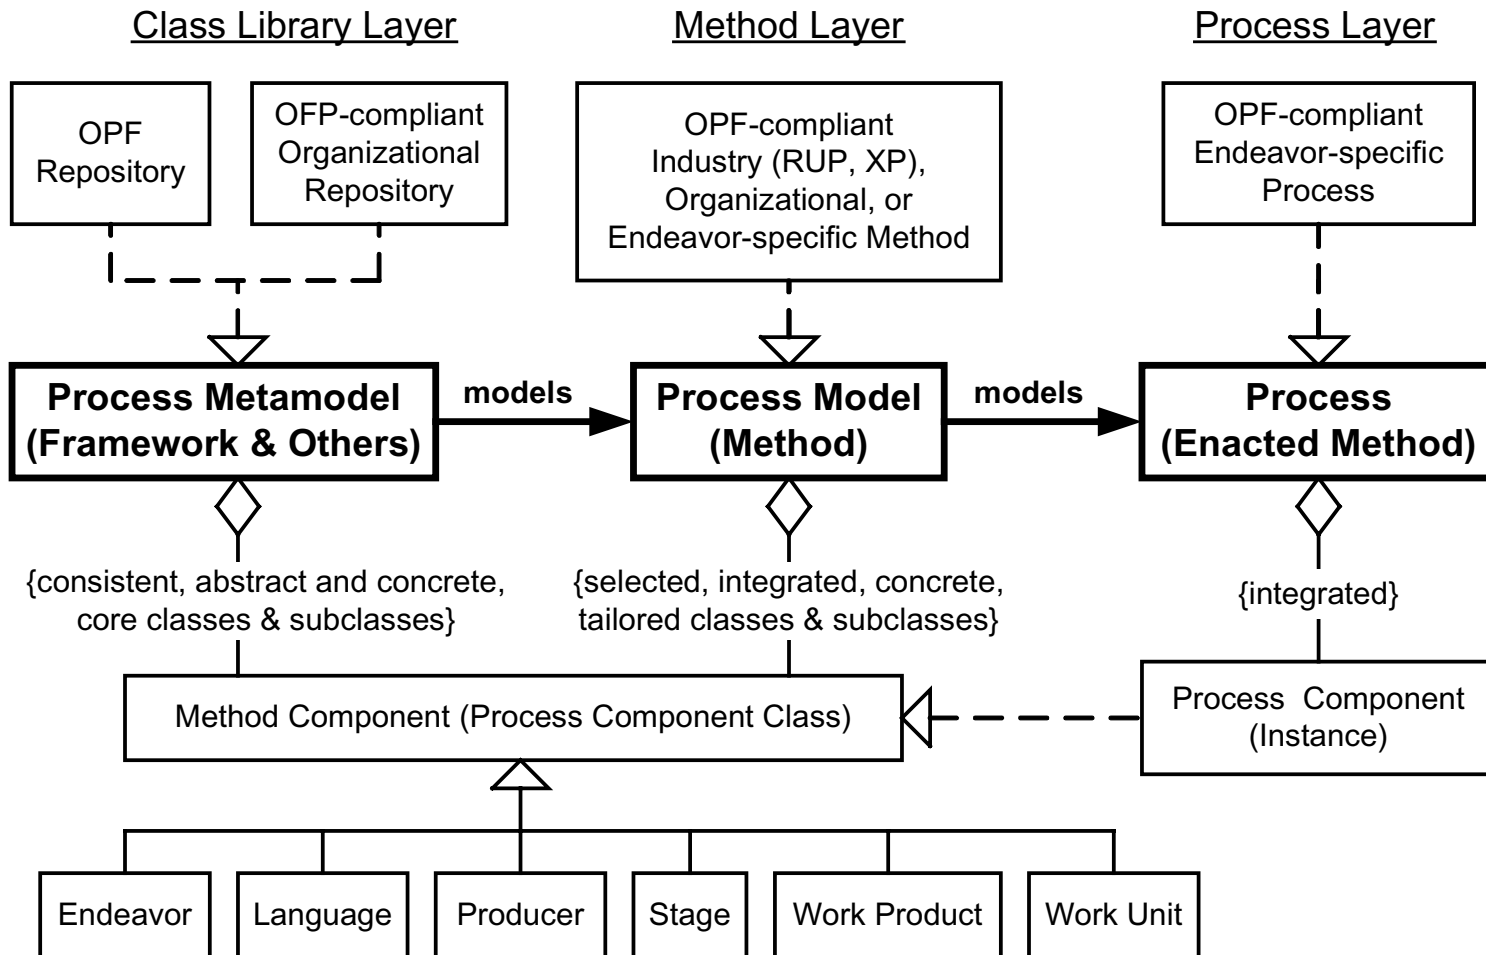 Class Library Layer
Method Layer
Process Layer
OPF
Repository
OFP-compliant
Organizational
Repository
OPF-compliant
Industry (RUP, XP),
Organizational, or
Endeavor-specific Method
OPF-compliant
Endeavor-specific
Process
Process Metamodel
(Framework & Others)
models
Process Model
(Method)
models
Process
(Enacted Method)
{consistent, abstract and concrete,
core classes & subclasses}
{selected, integrated, concrete,
tailored classes & subclasses}
{integrated}
Method Component (Process Component Class)
Process Component
(Instance)
Endeavor
Language
Producer
Stage
Work Product
Work Unit